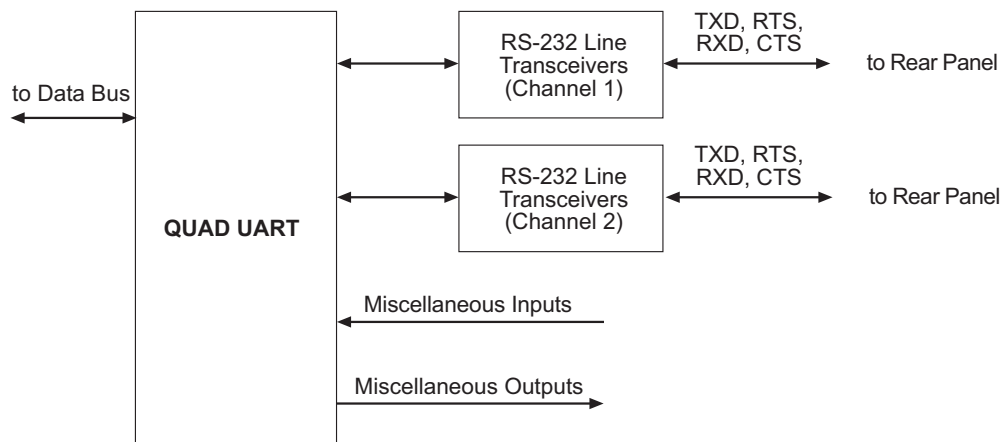 RS-232 Line
Transceivers
(Channel 1)
TXD, RTS,
RXD, CTS
to Rear Panel
to Data Bus
RS-232 Line
Transceivers
(Channel 2)
TXD, RTS,
RXD, CTS
to Rear Panel
QUAD UART
Miscellaneous Inputs
Miscellaneous Outputs